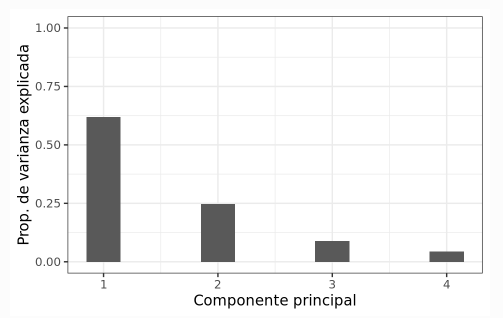 Prop. de varianza explicada
1.00
0.75
0.50
0.25
0.00
1 2 3 4
Componente principal